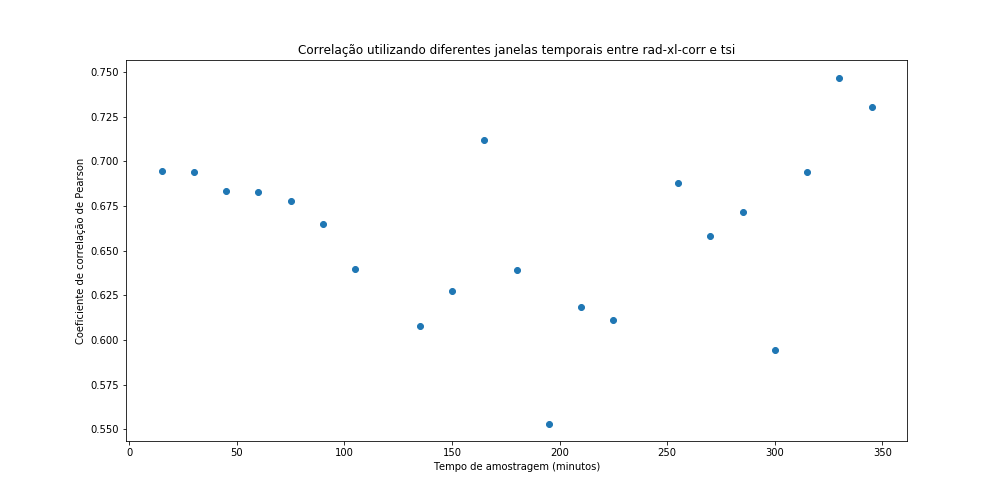 Correlação utilizando diferentes janelas temporais entre rad-xl-corr e tsi
0.750
0.725
0.700
0.675
0.650
0.625
0.600
0.575
0.550
Coeficiente de correlação de Pearson
0 50 100 150 200 250 300 350
Tempo de amostragem (minutos)